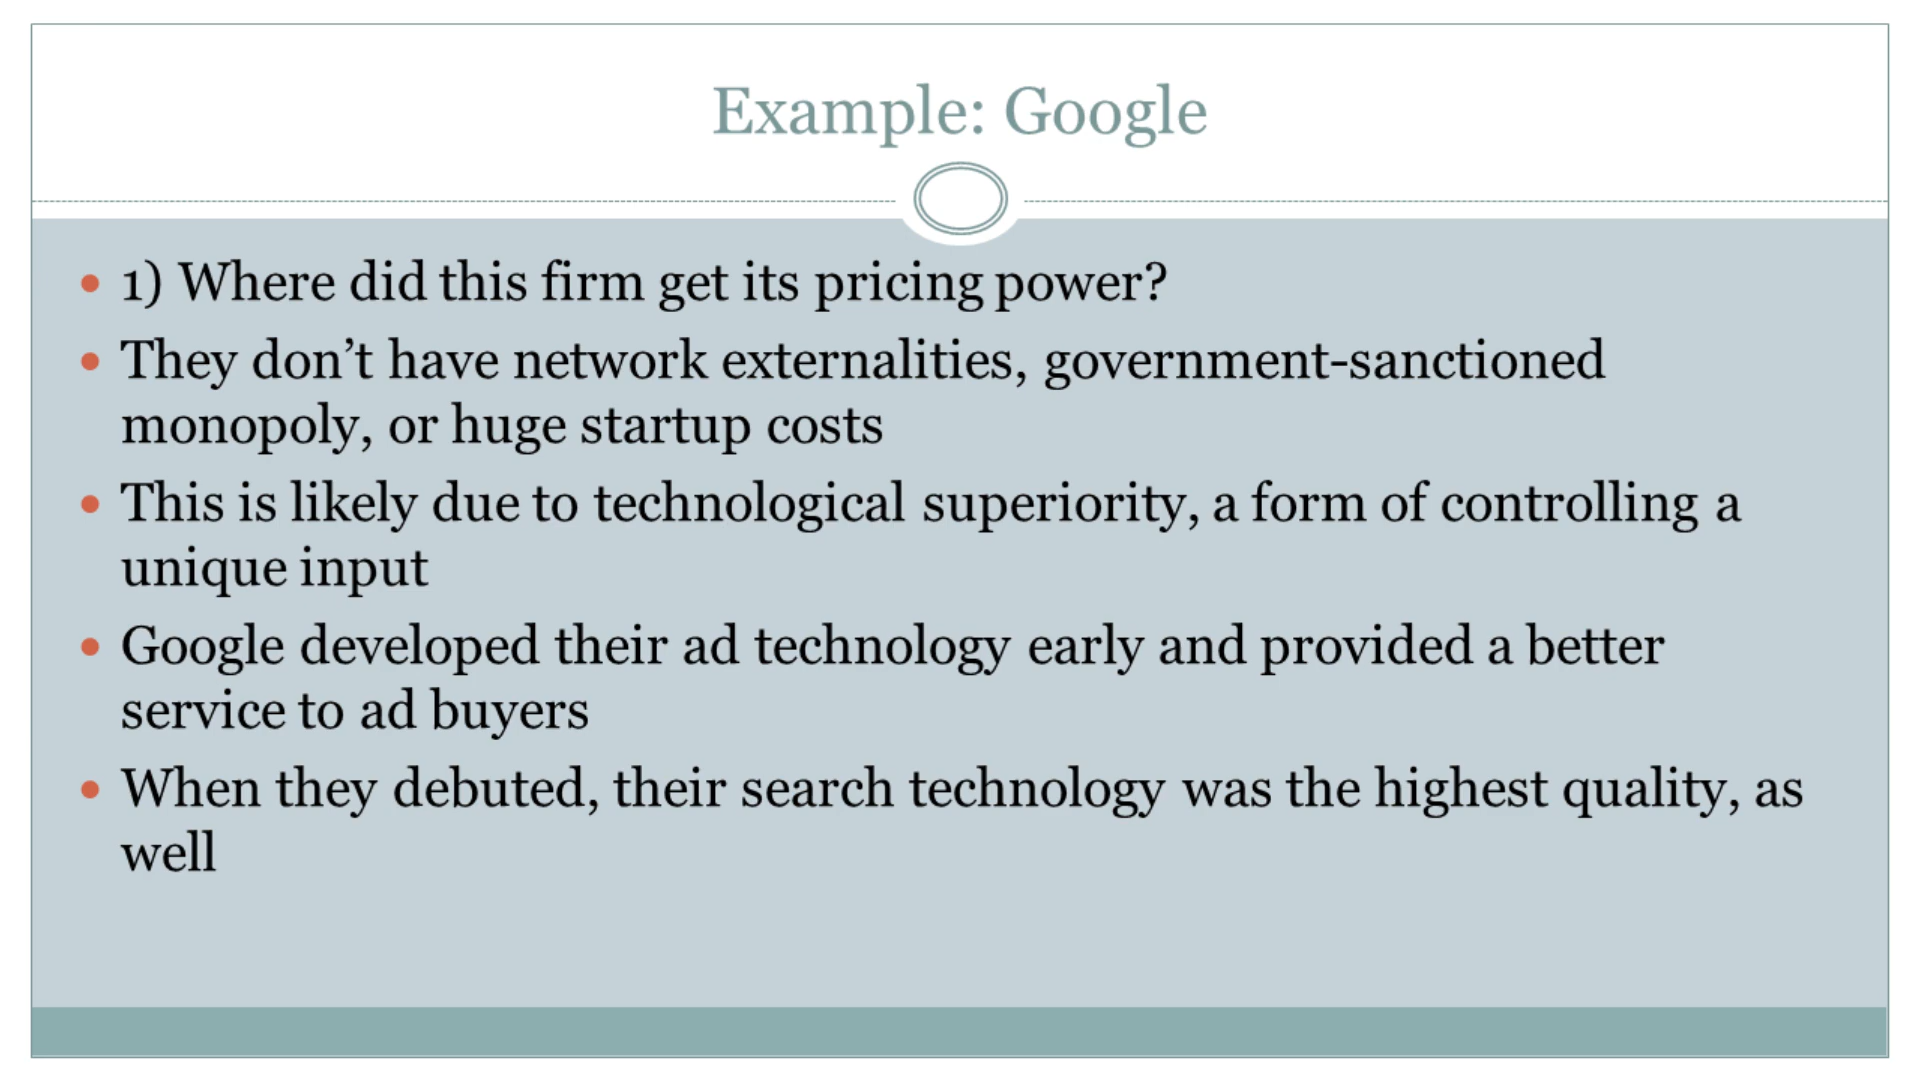 Example: Google
• 1) Where did this firm get its pricing power?
• They don’t have network externalities, government-sanctioned
monopoly, or huge startup costs
• This is likely due to technological superiority, a form of controlling a
unique input
• Google developed their ad technology early and provided a better
service to ad buyers
• When they debuted, their search technology was the highest quality, as
well